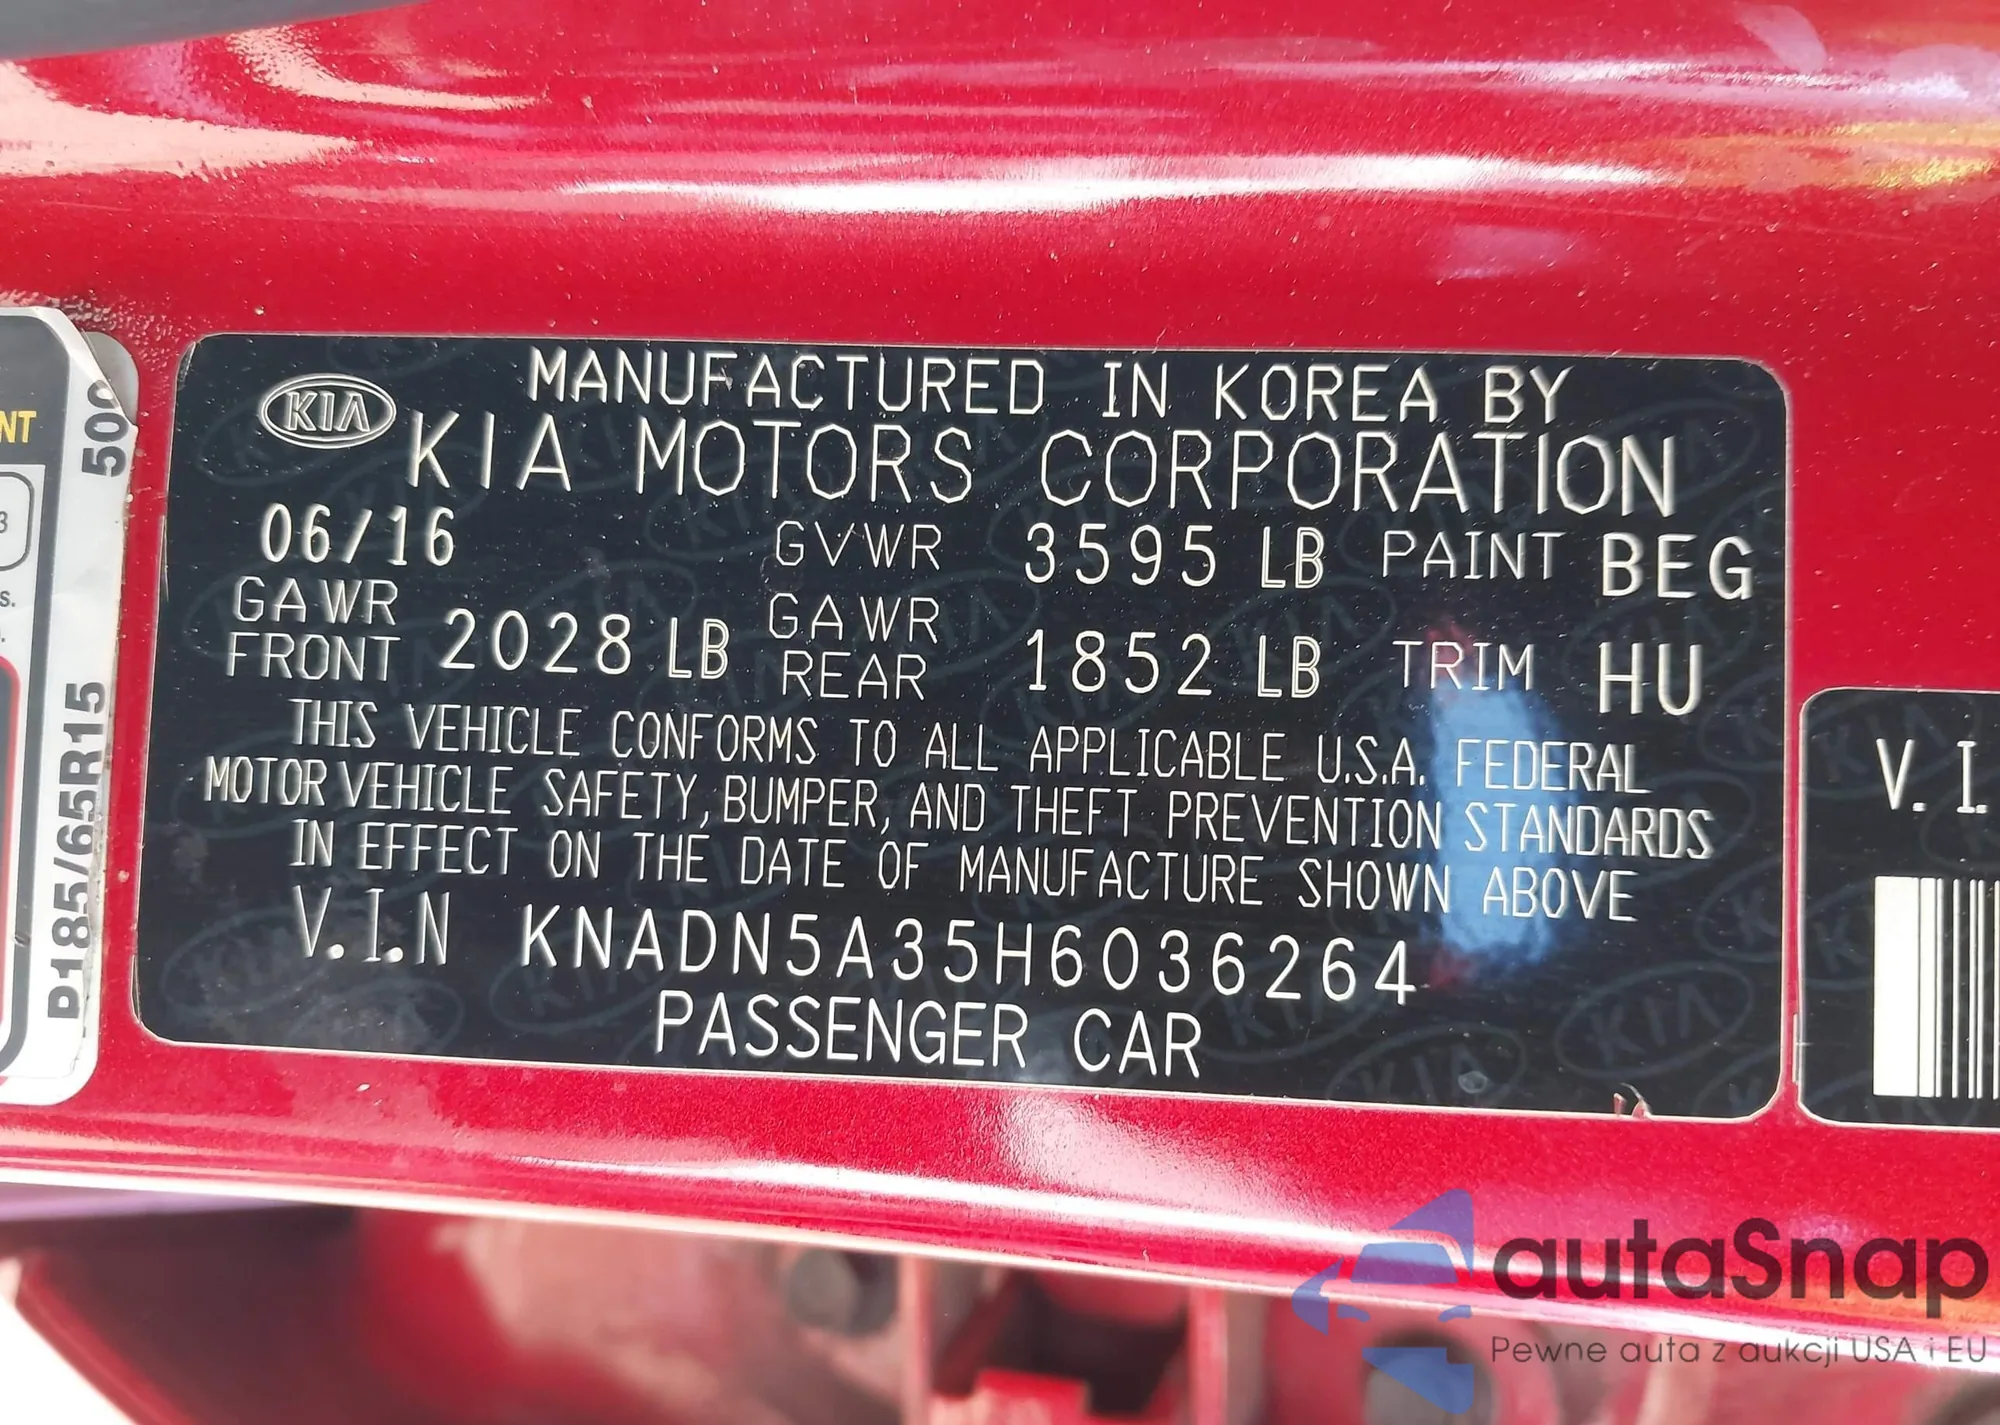 NT
3
s.
500
P185/65R15
KIA
MANUFACTURED IN KOREA BY
KIA MOTORS CORPORATION
06/16 GVWR 3595 LB PAINT BEG
GAWR FRONT 2028 LB GAWR REAR 1852 LB TRIM HU
THIS VEHICLE CONFORMS TO ALL APPLICABLE U.S.A. FEDERAL
MOTOR VEHICLE SAFETY, BUMPER, AND THEFT PREVENTION STANDARDS
IN EFFECT ON THE DATE OF MANUFACTURE SHOWN ABOVE
V.I.N KNADN5A35H6036264
PASSENGER CAR
V. I.
autaSnap
Pewne auta z aukcji USA i EU